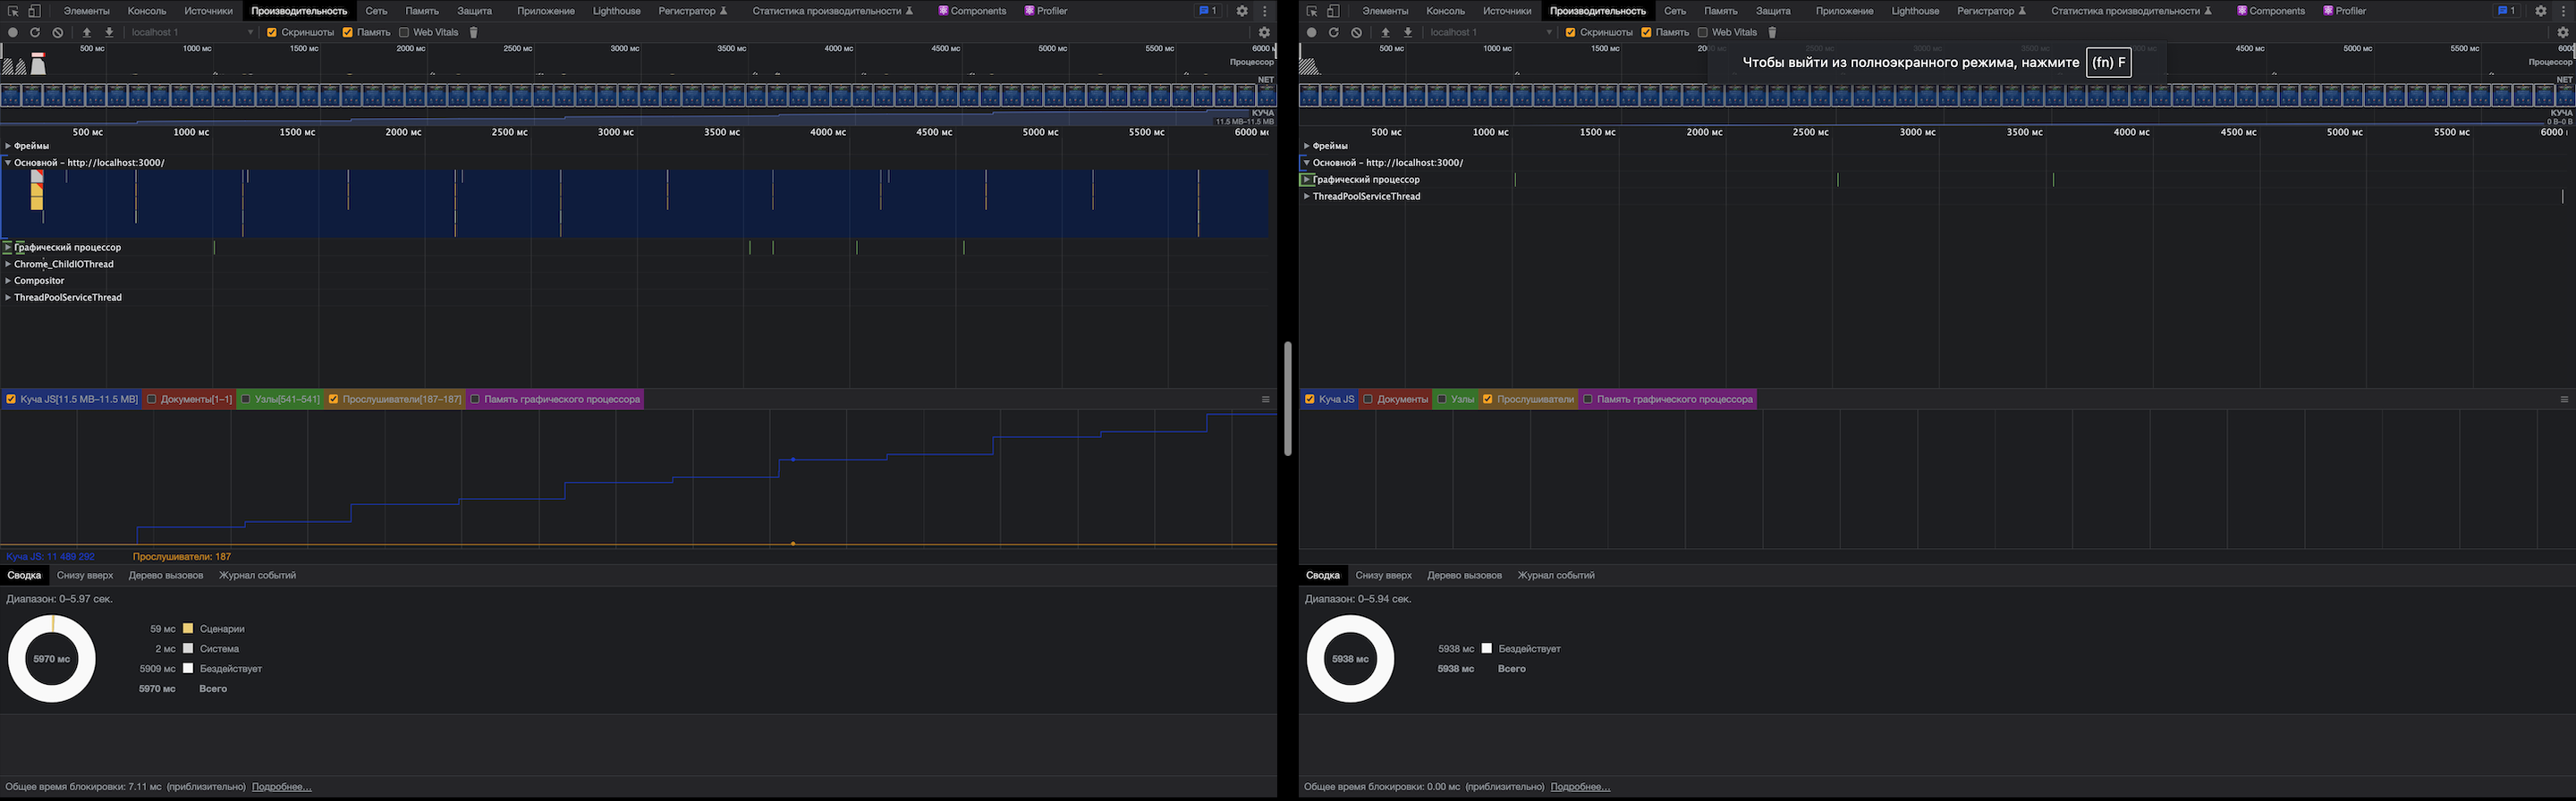 Элементы Консоль Источники Производительность Сеть Память Защита Приложение Lighthouse Регистратор Статистика производительности Components Profiler 1
localhost 1 Скриншоты Память Web Vitals
500 мс 1000 мс 1500 мс 2000 мс 2500 мс 3000 мс 3500 мс 4000 мс 4500 мс 5000 мс 5500 мс 6000 м
Процессор
NET
КУЧА
11.5 MB–11.5 MB
500 мс 1000 мс 1500 мс 2000 мс 2500 мс 3000 мс 3500 мс 4000 мс 4500 мс 5000 мс 5500 мс 6000 мс
Фреймы
Основной – http://localhost:3000/
Графический процессор
Chrome_ChildIOThread
Compositor
ThreadPoolServiceThread
Куча JS[11.5 MB–11.5 MB] Документы[1–1] Узлы[541–541] Прослушиватели[187–187] Память графического процессора
Куча JS: 11 489 292 Прослушиватели: 187
Сводка Снизу вверх Дерево вызовов Журнал событий
Диапазон: 0–5.97 сек.
59 мс Сценарии
2 мс Система
5970 мс
5909 мс Бездействует
5970 мс Всего
Общее время блокировки: 7.11 мс (приблизительно) Подробнее…
Элементы Консоль Источники Производительность Сеть Память Защита Приложение Lighthouse Регистратор Статистика производительности Components Profiler 1
localhost 1 Скриншоты Память Web Vitals
500 мс 1000 мс 1500 мс 2500 мс 3000 мс 3500 мс 4500 мс 5000 мс 5500 мс 6000
Чтобы выйти из полноэкранного режима, нажмите (fn) F
Процессор
NET
КУЧА
0 B–0 B
500 мс 1000 мс 1500 мс 2000 мс 2500 мс 3000 мс 3500 мс 4000 мс 4500 мс 5000 мс 5500 мс 6000
Фреймы
Основной – http://localhost:3000/
Графический процессор
ThreadPoolServiceThread
Куча JS Документы Узлы Прослушиватели Память графического процессора
Сводка Снизу вверх Дерево вызовов Журнал событий
Диапазон: 0–5.94 сек.
5938 мс Бездействует
5938 мс
5938 мс Всего
Общее время блокировки: 0.00 мс (приблизительно) Подробнее…